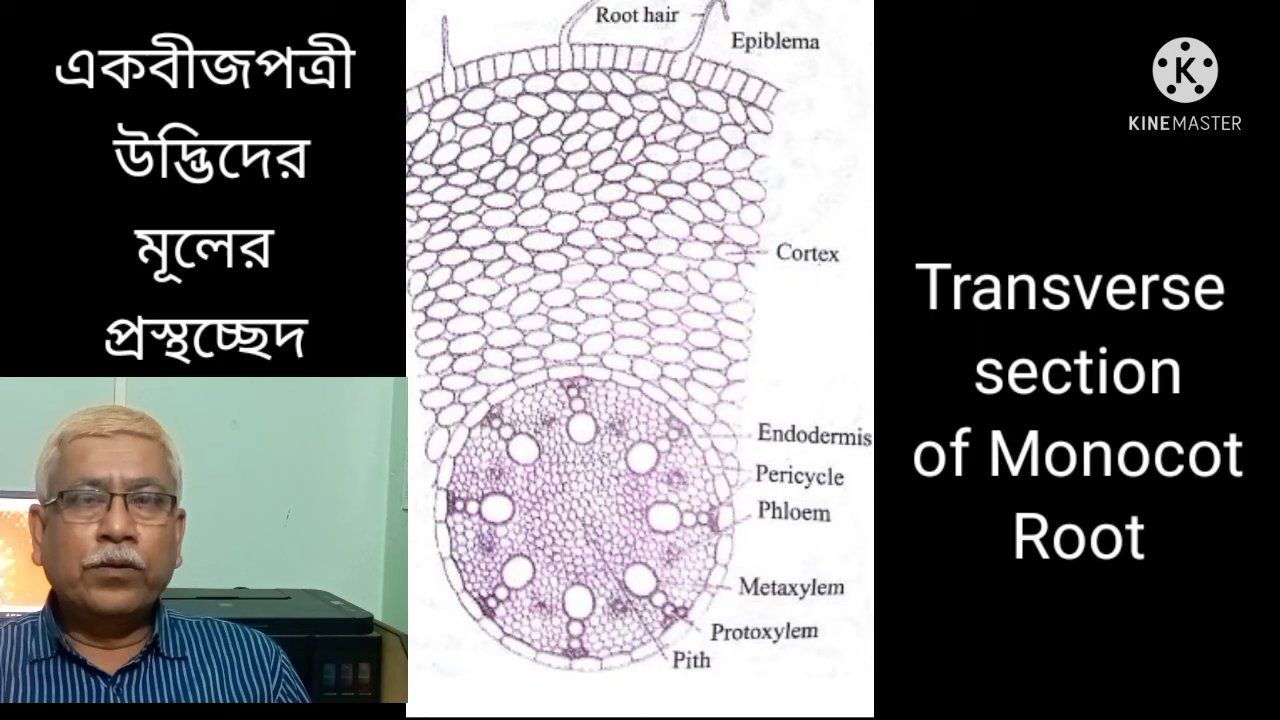 একবীজপত্রী
উদ্ভিদের
মূলের
প্রস্থচ্ছেদ
Root hair
Epiblema
Cortex
Endodermis
Pericycle
Phloem
Metaxylem
Protoxylem
Pith
KINEMASTER
Transverse
section
of Monocot
Root